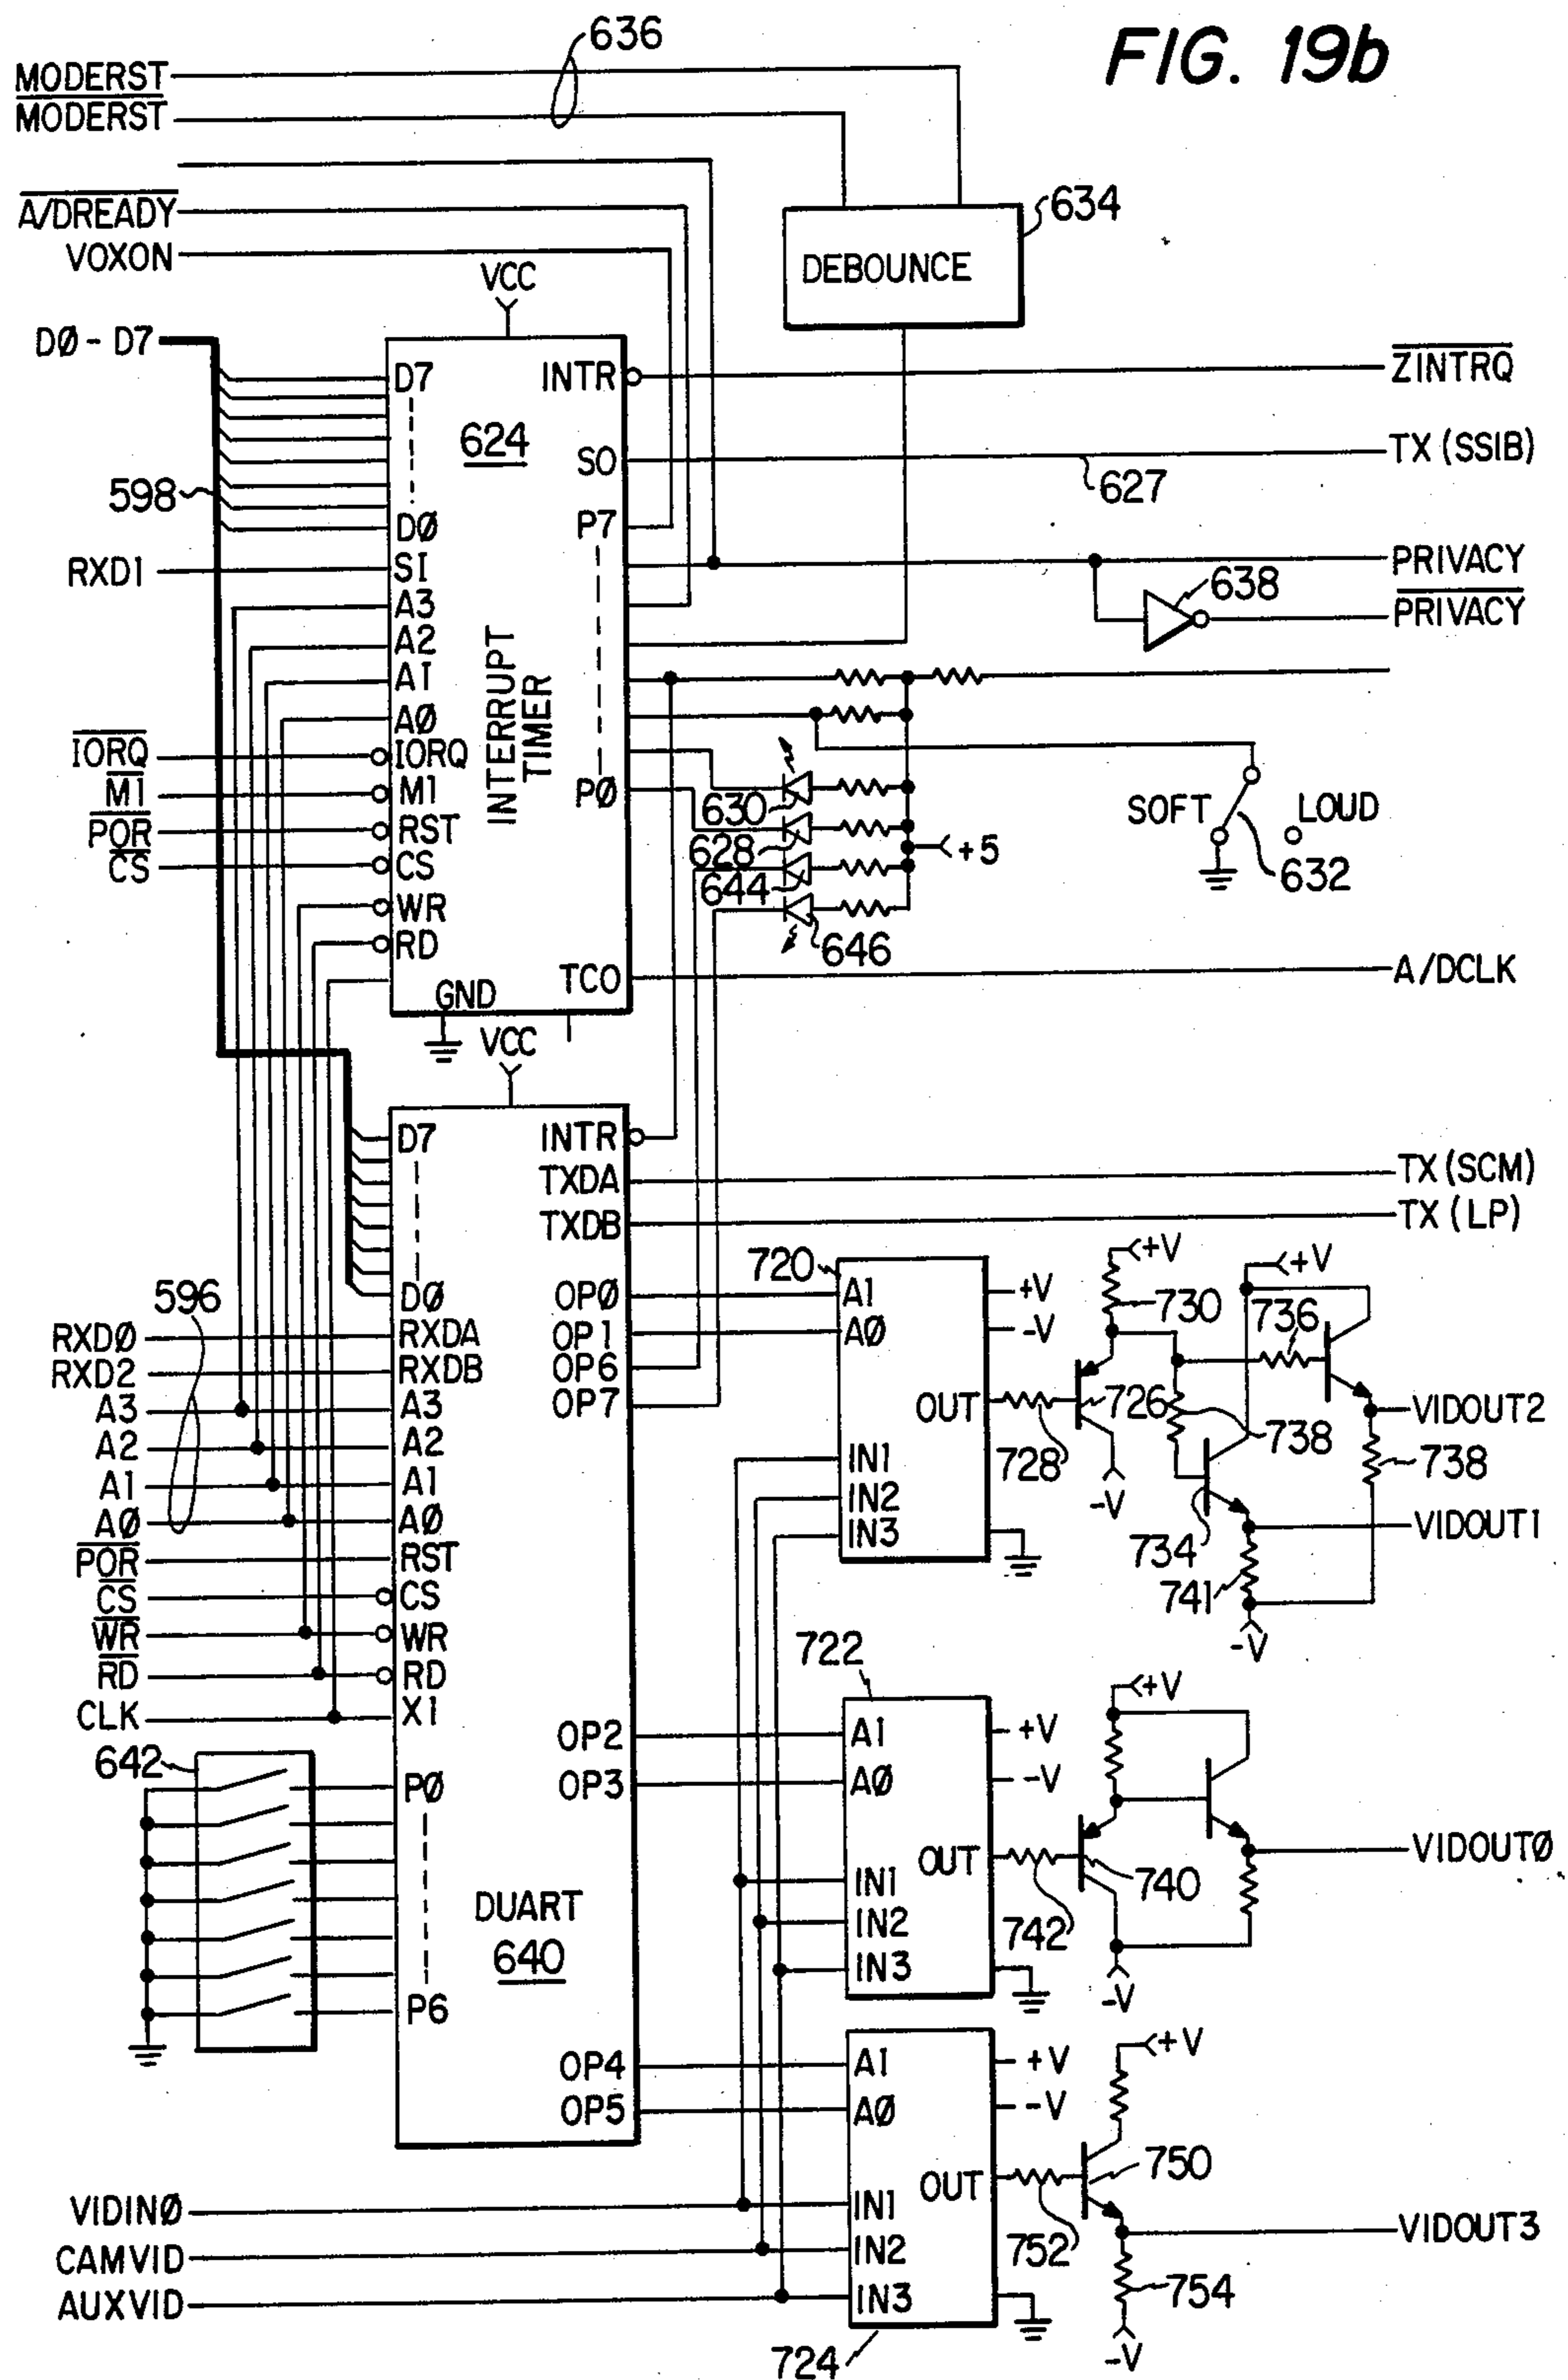 FIG. 19b
636
MODERST
MODERST
A/DREADY
VOXON
634
DEBOUNCE
VCC
DØ - D7
D7
INTR
ZINTRQ
624
SO
TX (SSIB)
598
627
DØ
P7
RXD1
SI
PRIVACY
638
A3
PRIVACY
A2
A1
INTERRUPT TIMER
AØ
IORQ
IORQ
M1
M1
PØ
630
SOFT
LOUD
POR
RST
628
+5
CS
CS
644
632
WR
RD
646
TCO
A/DCLK
GND
VCC
D7
INTR
TXDA
TX (SCM)
TXDB
TX (LP)
720
+V
+V
596
DØ
OPØ
A1
+V
730
736
RXDØ
RXDA
OP1
AØ
-V
RXD2
RXDB
OP6
A3
A3
OP7
OUT
726
VIDOUT2
A2
A2
728
738
738
A1
A1
IN1
-V
AØ
AØ
IN2
VIDOUT1
POR
RST
IN3
734
CS
CS
741
WR
WR
722
-V
RD
RD
+V
CLK
X1
OP2
A1
+V
642
PØ
OP3
AØ
-V
OUT
VIDOUTØ
IN1
740
DUART
IN2
742
640
IN3
-V
P6
OP4
A1
+V
+V
OP5
AØ
-V
OUT
750
VIDINØ
IN1
VIDOUT3
CAMVID
IN2
752
AUXVID
IN3
754
724
-V